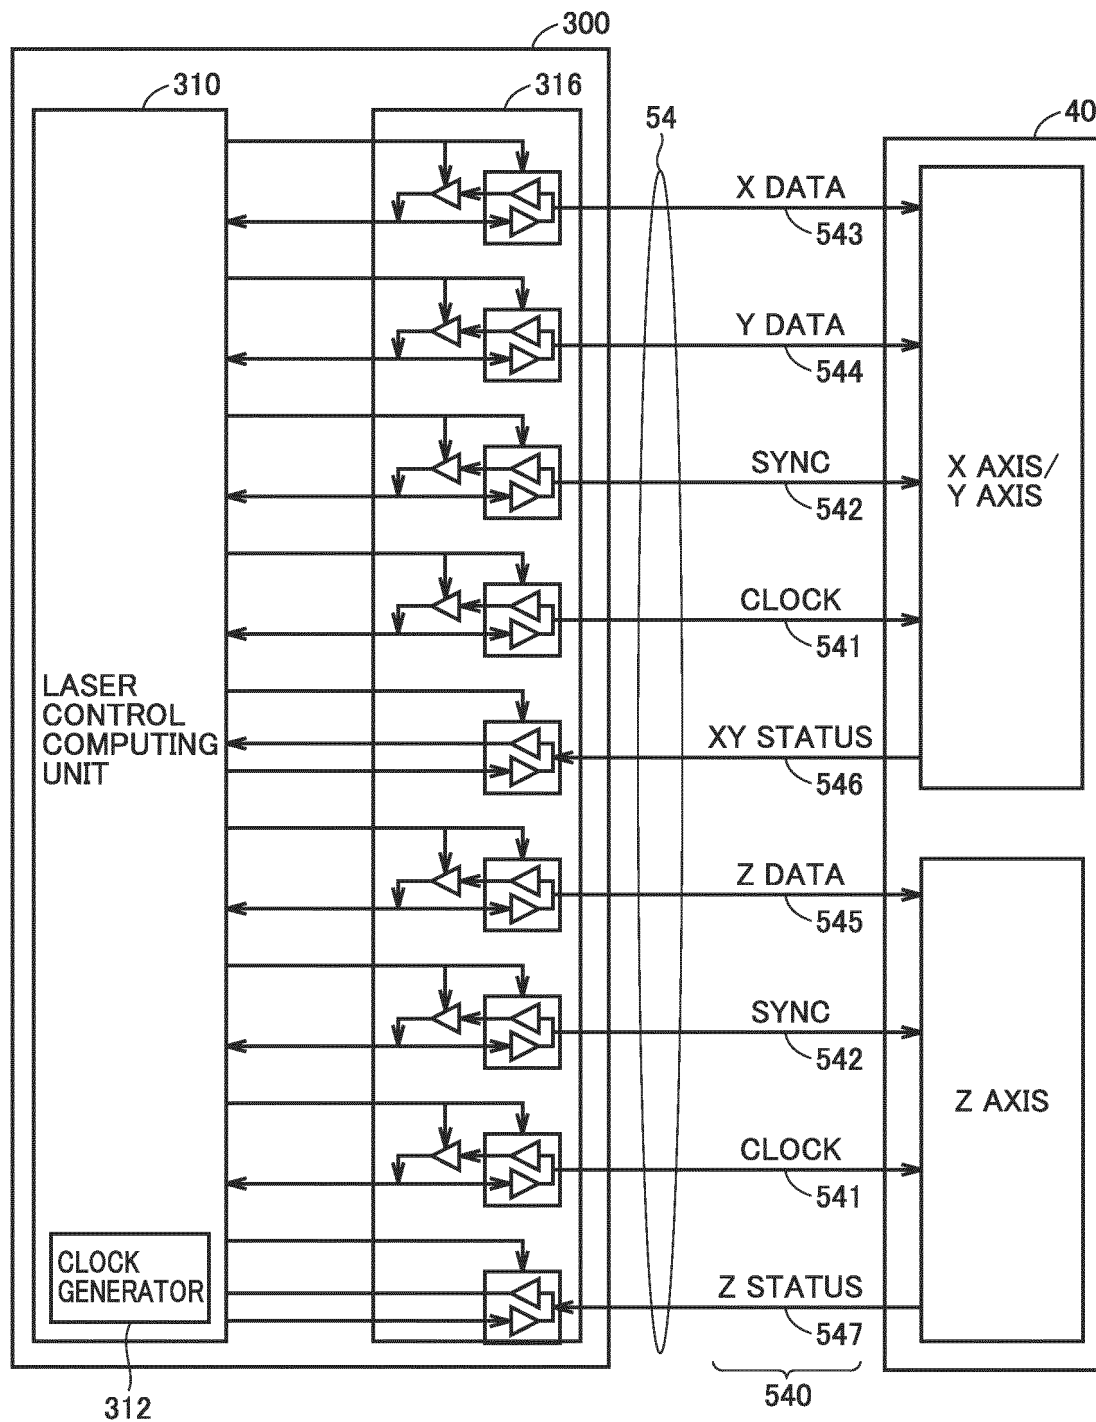 300
310
316
54
40
X DATA
543
Y DATA
544
SYNC
542
X AXIS/
Y AXIS
CLOCK
541
LASER
CONTROL
COMPUTING
UNIT
XY STATUS
546
Z DATA
545
SYNC
542
Z AXIS
CLOCK
541
CLOCK
GENERATOR
Z STATUS
547
540
312